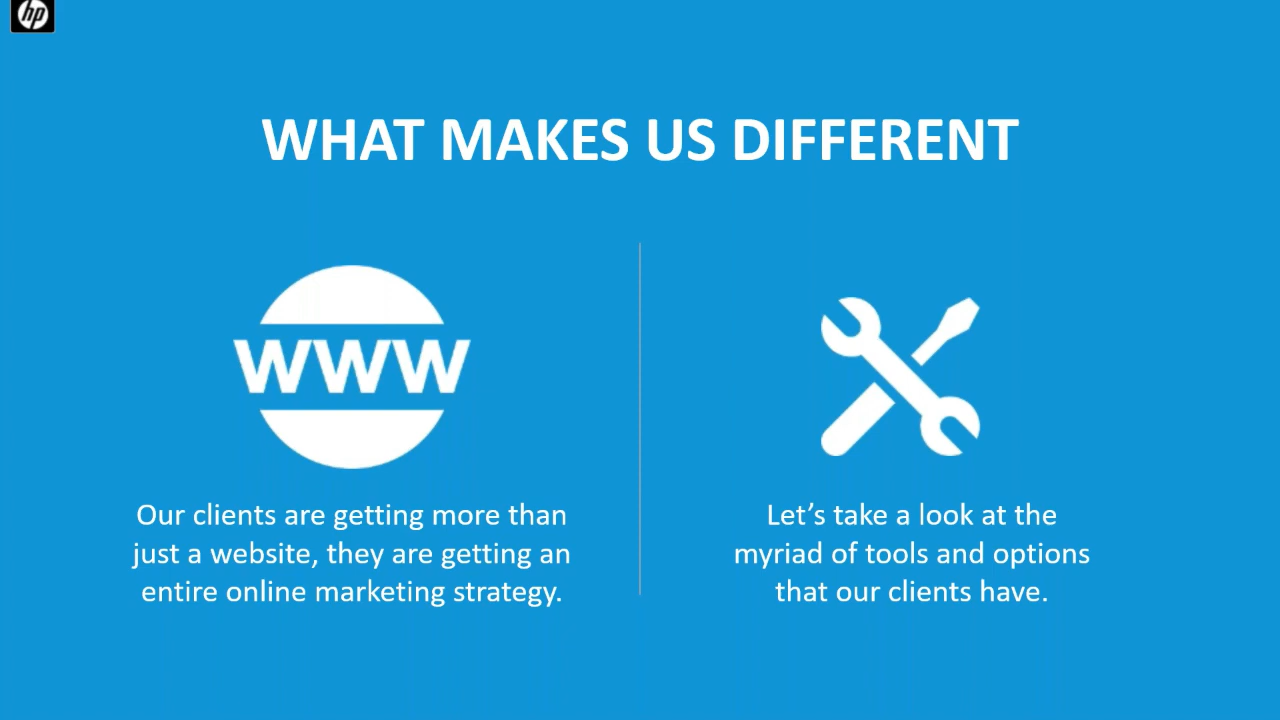 hp
WHAT MAKES US DIFFERENT
WWW
Our clients are getting more than
just a website, they are getting an
entire online marketing strategy.
Let’s take a look at the
myriad of tools and options
that our clients have.